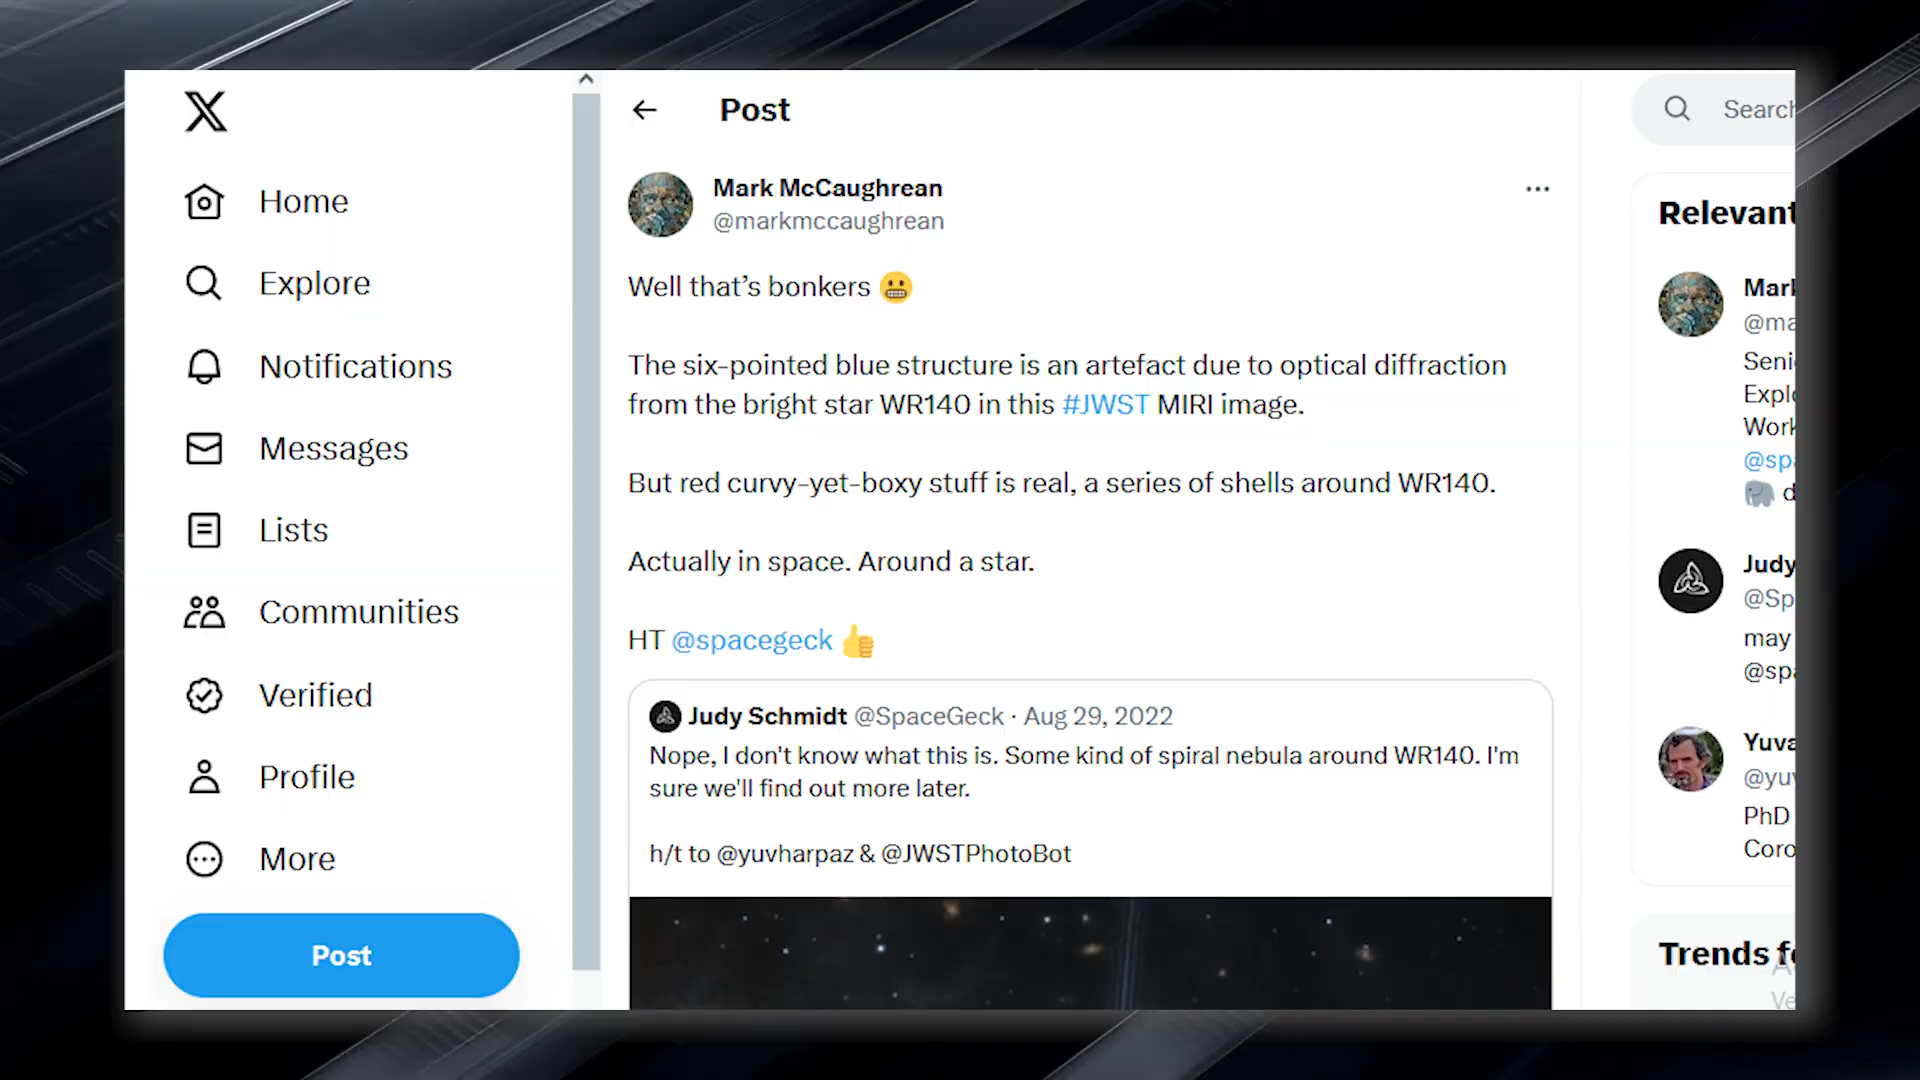 Home
Explore
Notifications
Messages
Lists
Communities
Verified
Profile
More
Post
Post
Mark McCaughrean
@markmccaughrean
Well that’s bonkers 😬
The six-pointed blue structure is an artefact due to optical diffraction
from the bright star WR140 in this #JWST MIRI image.
But red curvy-yet-boxy stuff is real, a series of shells around WR140.
Actually in space. Around a star.
HT @spacegeck 👍
Judy Schmidt @SpaceGeck · Aug 29, 2022
Nope, I don't know what this is. Some kind of spiral nebula around WR140. I'm
sure we'll find out more later.
h/t to @yuvharpaz & @JWSTPhotoBot
Search
Relevant
Mark
@ma
Seni
Explo
Work
@spa
🐘 d
Judy
@Sp
may
@spa
Yuva
@yuv
PhD
Coro
Trends fo